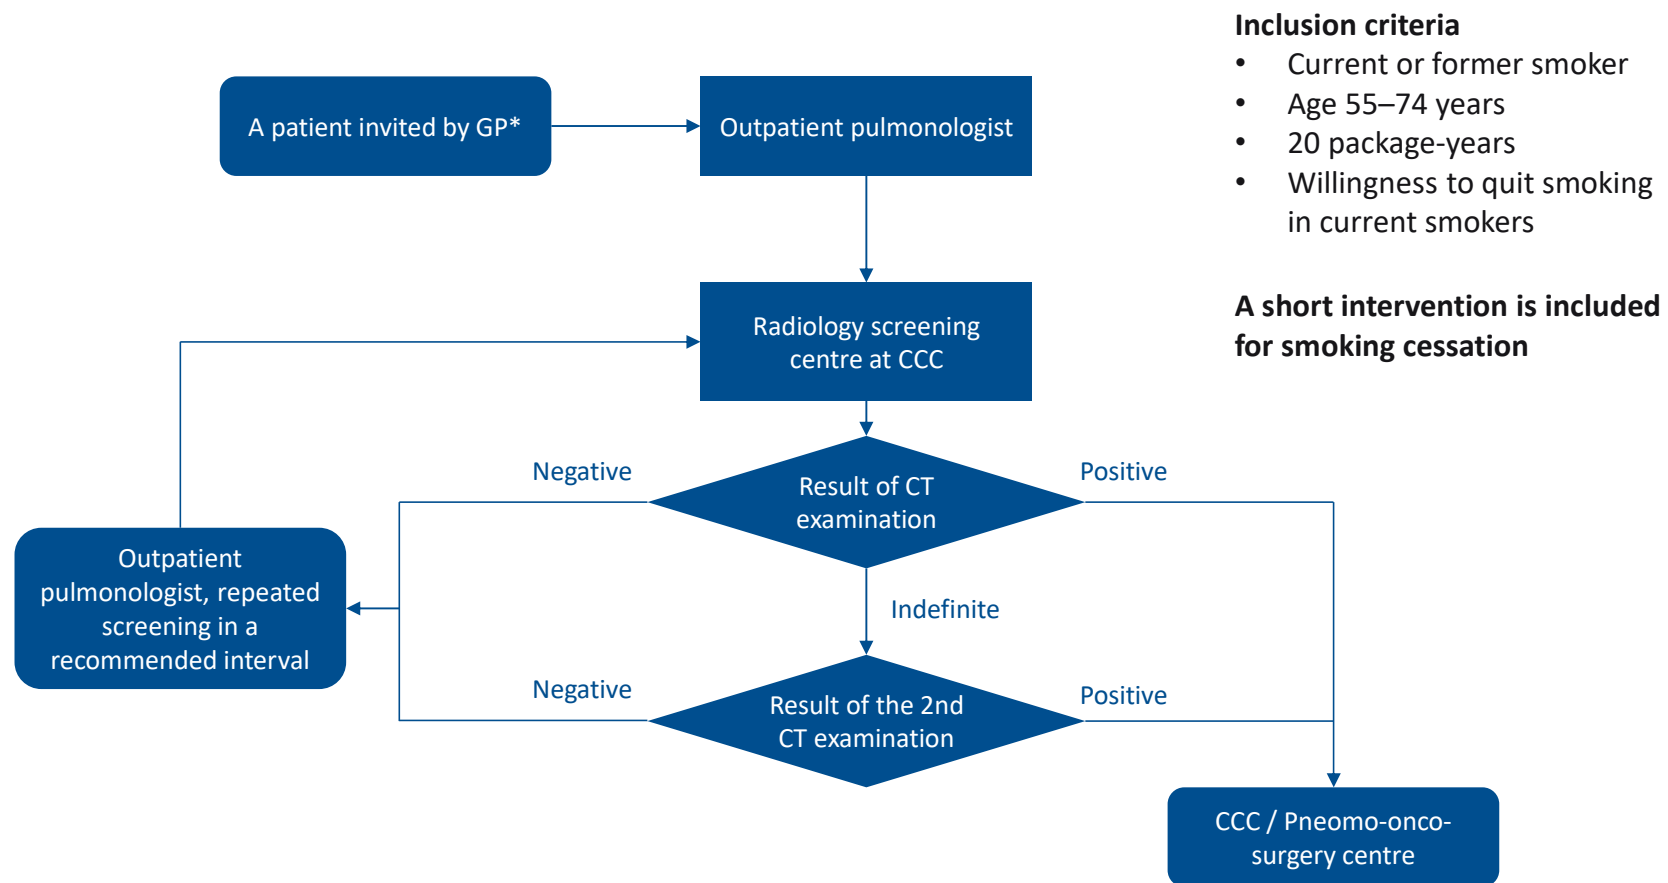 A patient invited by GP*
Outpatient pulmonologist
Radiology screening
centre at CCC
Negative
Result of CT
examination
Positive
Outpatient
pulmonologist, repeated
screening in a
recommended interval
Indefinite
Negative
Result of the 2nd
CT examination
Positive
CCC / Pneomo-onco-
surgery centre
Inclusion criteria
• Current or former smoker
• Age 55–74 years
• 20 package-years
• Willingness to quit smoking
in current smokers
A short intervention is included
for smoking cessation